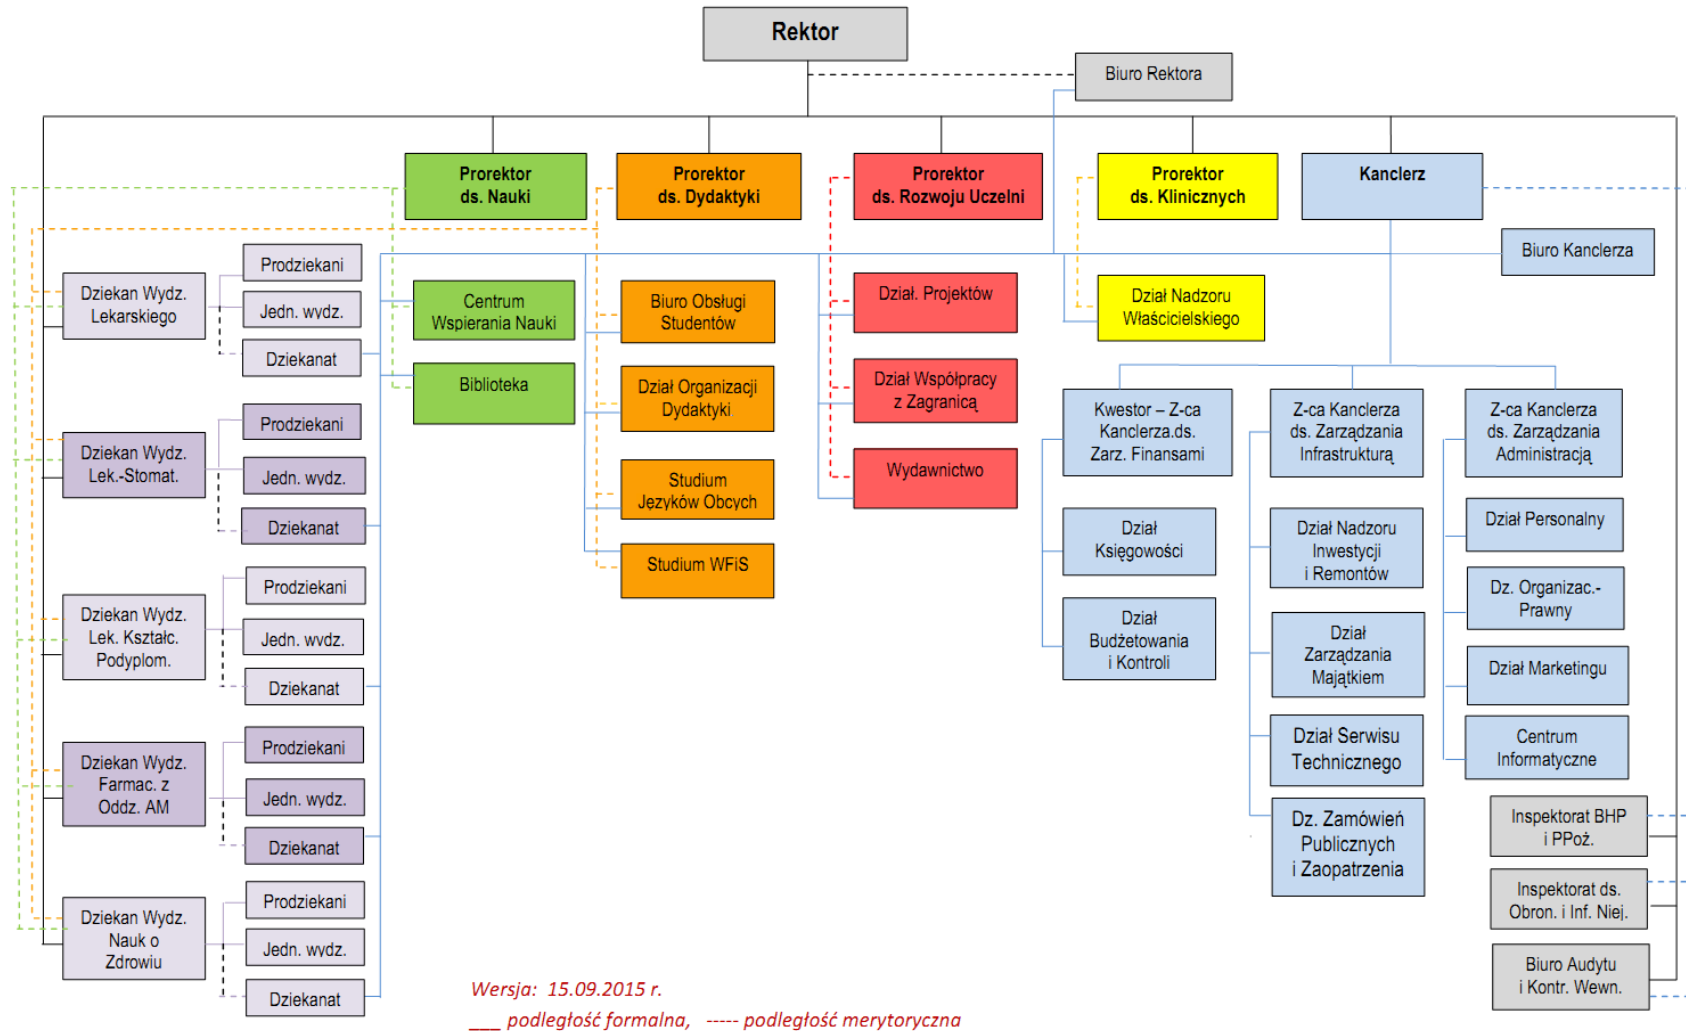 Rektor
Biuro Rektora
Prorektor
ds. Nauki
Prorektor
ds. Dydaktyki
Prorektor
ds. Rozwoju Uczelni
Prorektor
ds. Klinicznych
Kanclerz
Biuro Kanclerza
Dziekan Wydz.
Lekarskiego
Prodziekani
Jedn. wydz.
Dziekanat
Dziekan Wydz.
Lek.-Stomat.
Prodziekani
Jedn. wydz.
Dziekanat
Dziekan Wydz.
Lek. Kształc.
Podyplom.
Prodziekani
Jedn. wydz.
Dziekanat
Dziekan Wydz.
Farmac. z
Oddz. AM
Prodziekani
Jedn. wydz.
Dziekanat
Dziekan Wydz.
Nauk o
Zdrowiu
Prodziekani
Jedn. wydz.
Dziekanat
Centrum
Wspierania Nauki
Biblioteka
Biuro Obsługi
Studentów
Dział Organizacji
Dydaktyki
Studium
Języków Obcych
Studium WFiS
Dział. Projektów
Dział Współpracy
z Zagranicą
Wydawnictwo
Dział Nadzoru
Właścicielskiego
Kwestor – Z-ca
Kanclerza.ds.
Zarz. Finansami
Dział
Księgowości
Dział
Budżetowania
i Kontroli
Z-ca Kanclerza
ds. Zarządzania
Infrastrukturą
Dział Nadzoru
Inwestycji
i Remontów
Dział
Zarządzania
Majątkiem
Dział Serwisu
Technicznego
Dz. Zamówień
Publicznych
i Zaopatrzenia
Z-ca Kanclerza
ds. Zarządzania
Administracją
Dział Personalny
Dz. Organizac.-
Prawny
Dział Marketingu
Centrum
Informatyczne
Inspektorat BHP
i PPoż.
Inspektorat ds.
Obron. i Inf. Niej.
Biuro Audytu
i Kontr. Wewn.
Wersja: 15.09.2015 r.
___ podległość formalna, ----- podległość merytoryczna